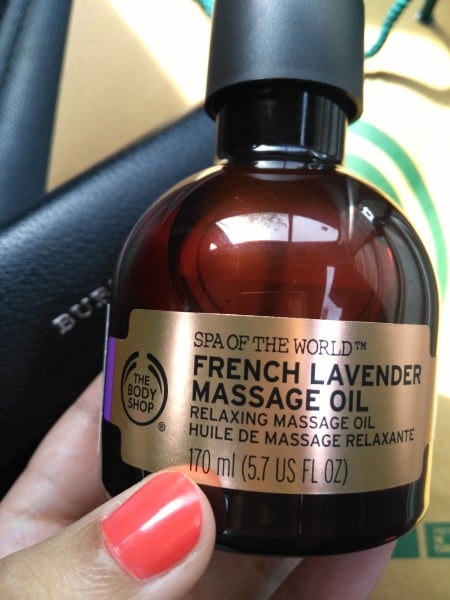 SPA OF THE WORLD™
FRENCH LAVENDER
MASSAGE OIL
RELAXING MASSAGE OIL
HUILE DE MASSAGE RELAXANTE
170 ml (5.7 US FL OZ)
THE
BODY
SHOP®
BUR